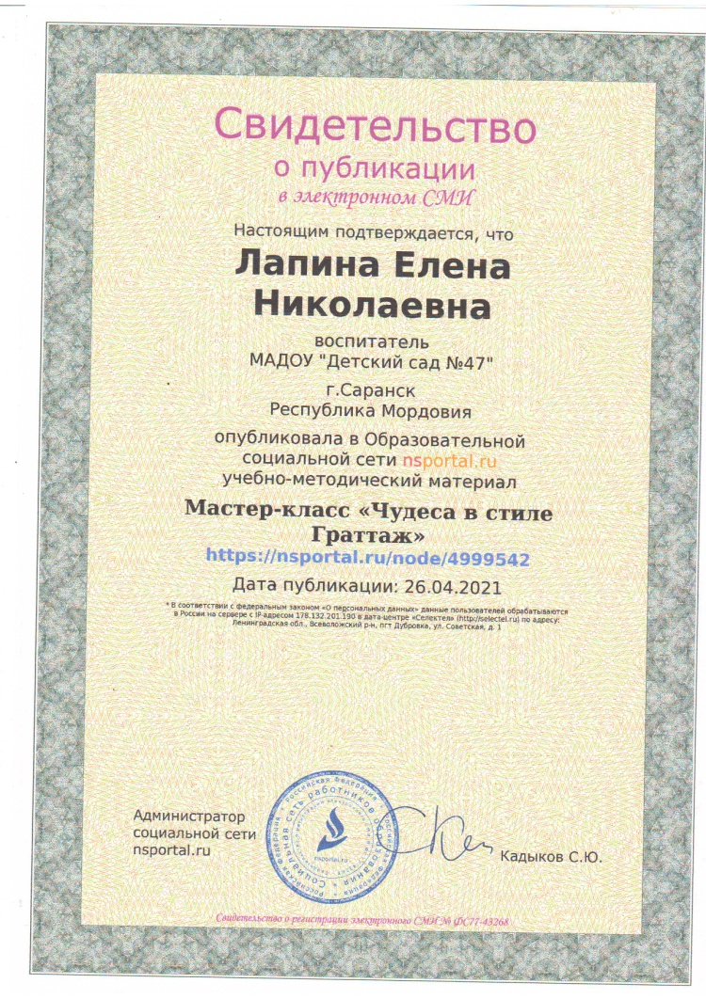 Свидетельство
о публикации
в электронном СМИ
Настоящим подтверждается, что
Лапина Елена
Николаевна
воспитатель
МАДОУ "Детский сад №47"
г.Саранск
Республика Мордовия
опубликовала в Образовательной
социальной сети nsportal.ru
учебно-методический материал
Мастер-класс «Чудеса в стиле
Граттаж»
https://nsportal.ru/node/4999542
Дата публикации: 26.04.2021
* В соответствии с федеральным законом «О персональных данных» данные пользователей обрабатываются
в России на сервере с IP-адресом 178.132.201.190 в дата-центре «Селектел» (http://selectel.ru) по адресу:
Ленинградская обл., Всеволожский р-н, пгт Дубровка, ул. Советская, д. 1
Российская Федерация * Российская Федерация * Российская Федерация *
Социальная сеть работников образования *
nsportal.ru
Администратор
социальной сети
nsportal.ru
Кадыков С.Ю.
Свидетельство о регистрации электронного СМИ № ФС77-43268